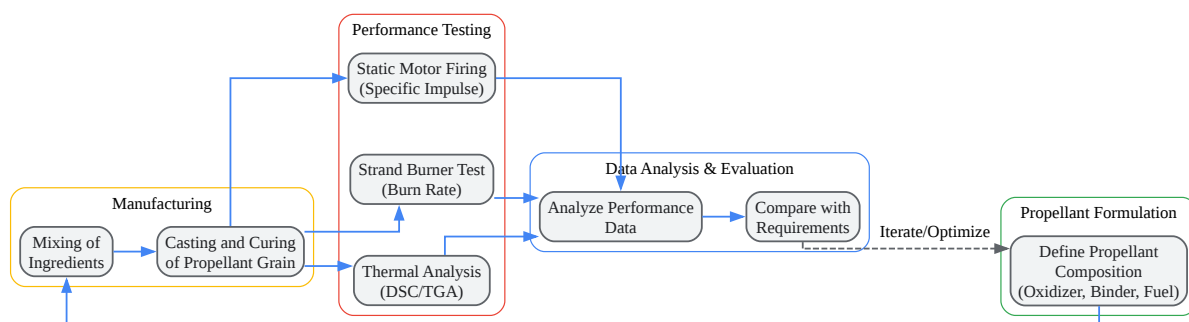 Performance Testing
Static Motor Firing
(Specific Impulse)
Strand Burner Test
(Burn Rate)
Thermal Analysis
(DSC/TGA)
Manufacturing
Mixing of
Ingredients
Casting and Curing
of Propellant Grain
Data Analysis & Evaluation
Analyze Performance
Data
Compare with
Requirements
Iterate/Optimize
Propellant Formulation
Define Propellant
Composition
(Oxidizer, Binder, Fuel)